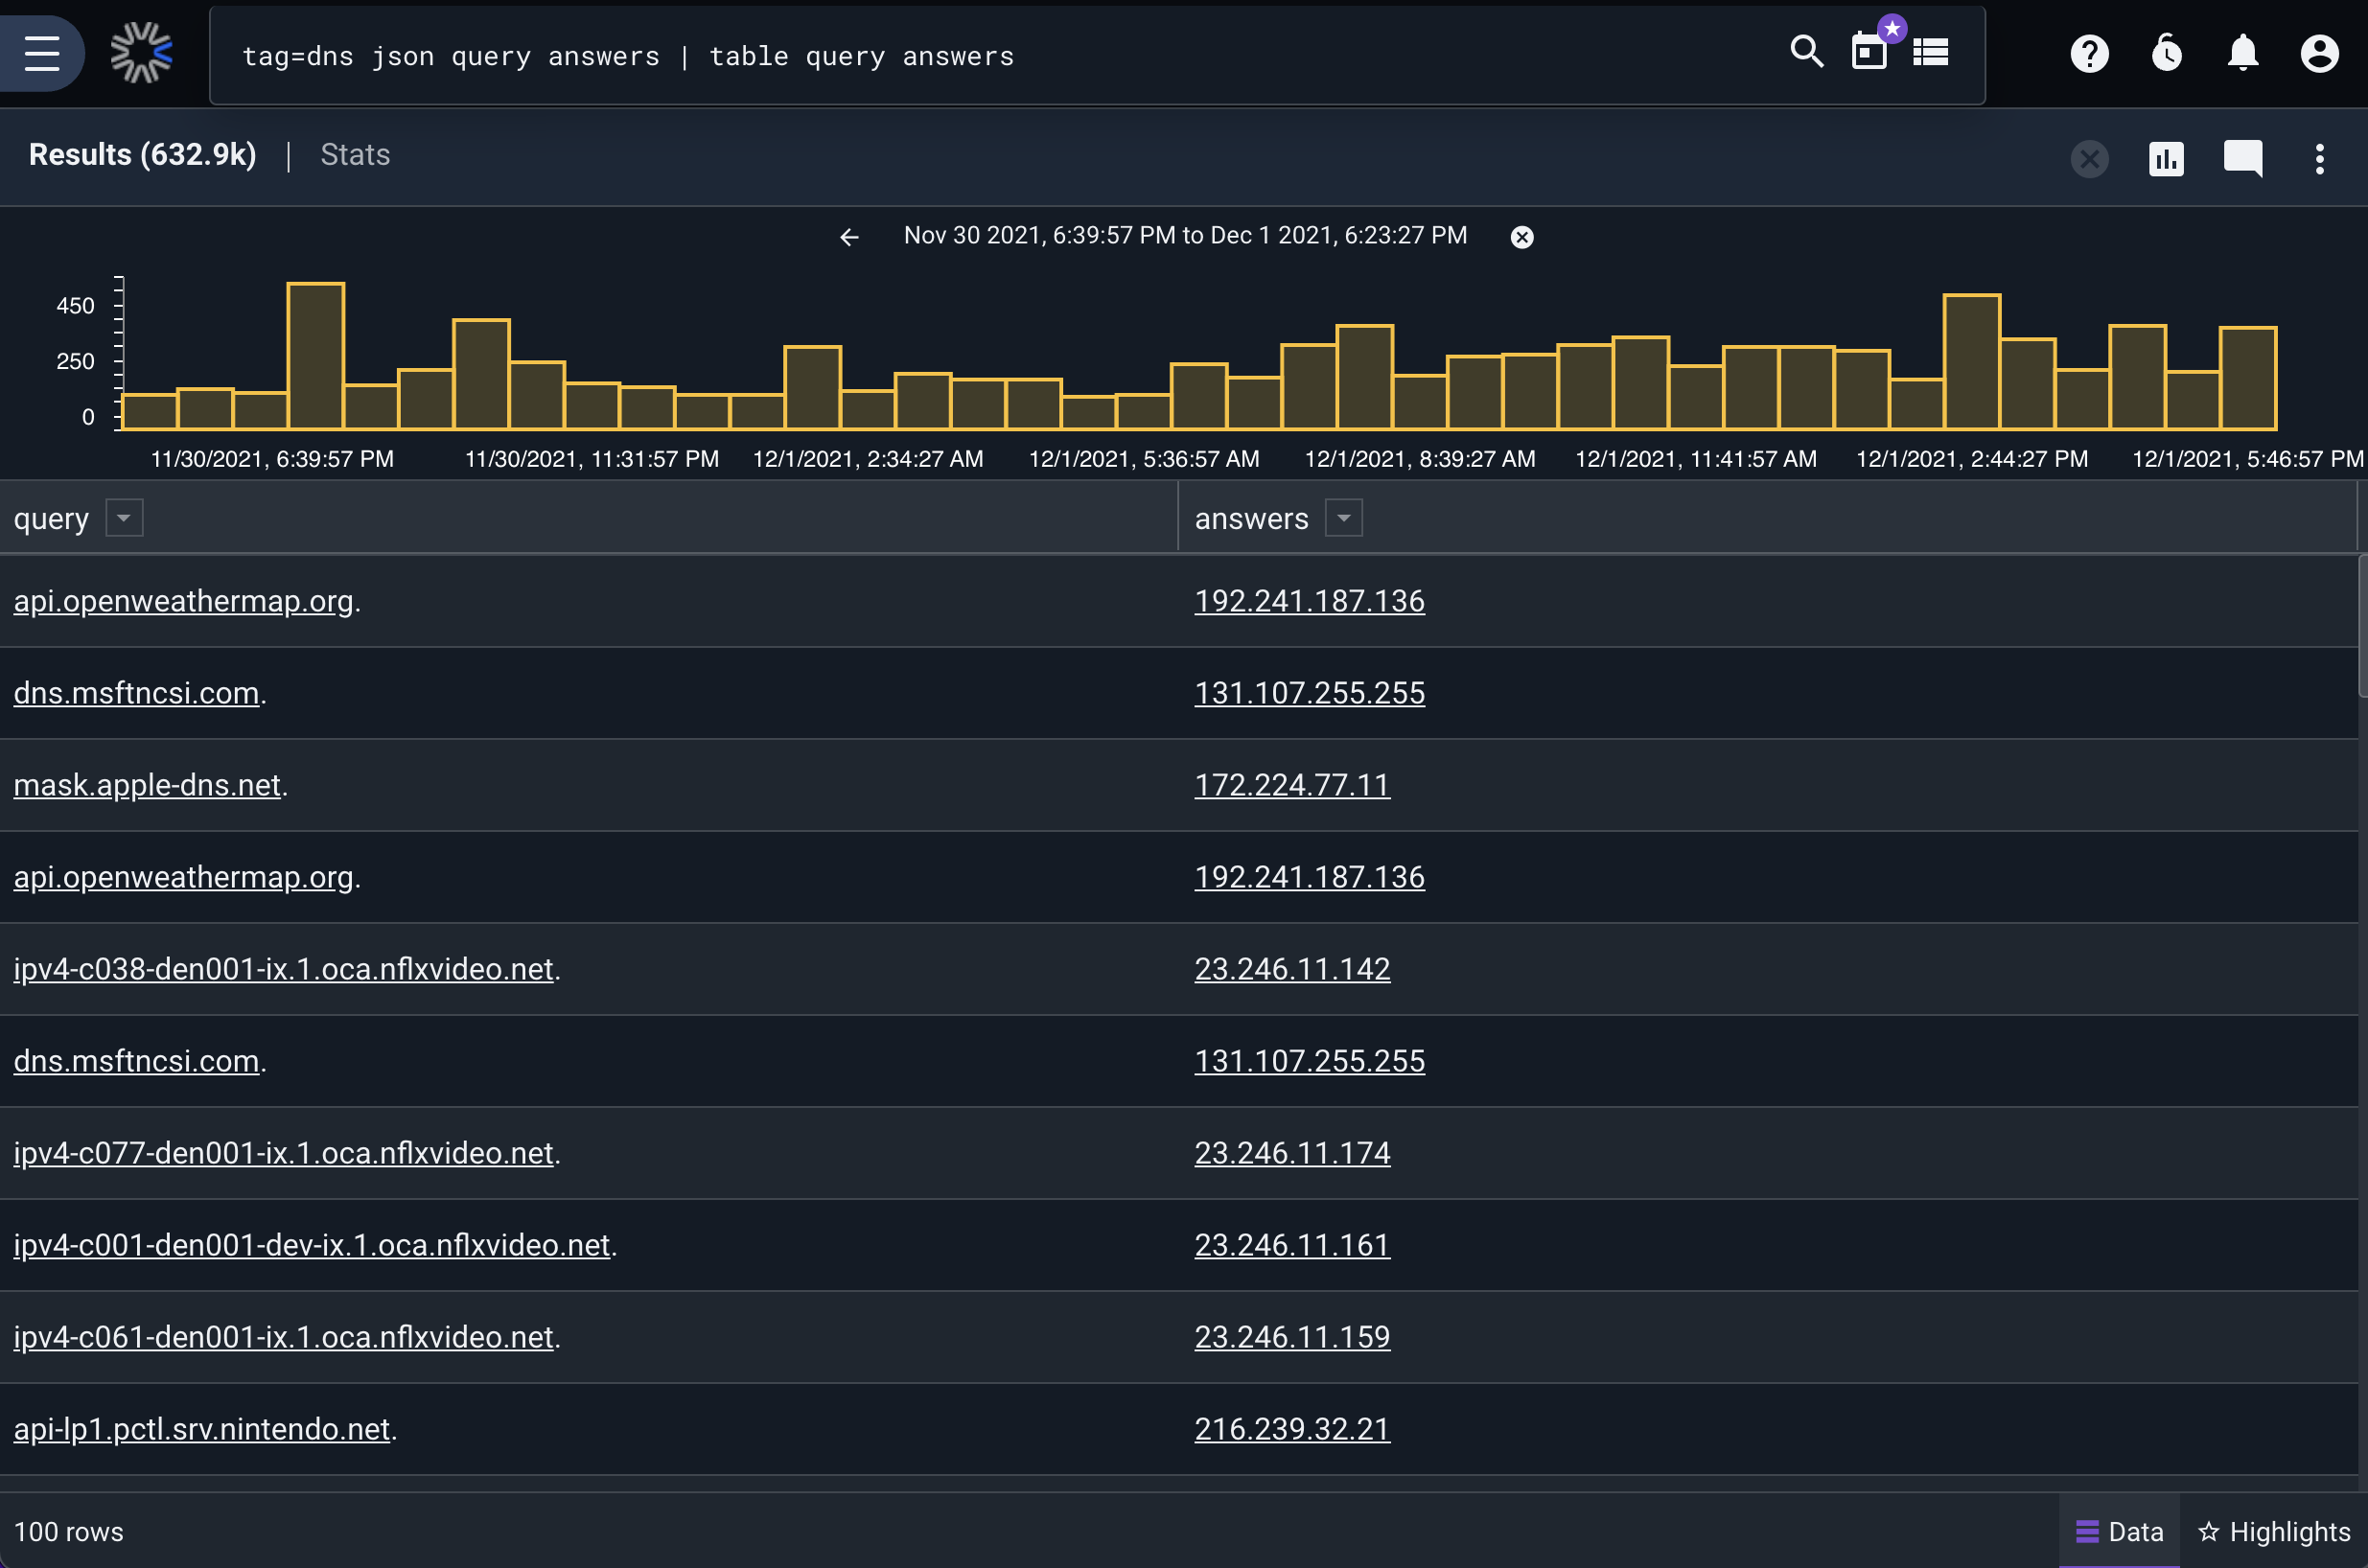 tag=dns json query answers | table query answers
Results (632.9k) | Stats
Nov 30 2021, 6:39:57 PM to Dec 1 2021, 6:23:27 PM
450
250
0
11/30/2021, 6:39:57 PM 11/30/2021, 11:31:57 PM 12/1/2021, 2:34:27 AM 12/1/2021, 5:36:57 AM 12/1/2021, 8:39:27 AM 12/1/2021, 11:41:57 AM 12/1/2021, 2:44:27 PM 12/1/2021, 5:46:57 PM
query answers
api.openweathermap.org. 192.241.187.136
dns.msftncsi.com. 131.107.255.255
mask.apple-dns.net. 172.224.77.11
api.openweathermap.org. 192.241.187.136
ipv4-c038-den001-ix.1.oca.nflxvideo.net. 23.246.11.142
dns.msftncsi.com. 131.107.255.255
ipv4-c077-den001-ix.1.oca.nflxvideo.net. 23.246.11.174
ipv4-c001-den001-dev-ix.1.oca.nflxvideo.net. 23.246.11.161
ipv4-c061-den001-ix.1.oca.nflxvideo.net. 23.246.11.159
api-lp1.pctl.srv.nintendo.net. 216.239.32.21
100 rows Data Highlights